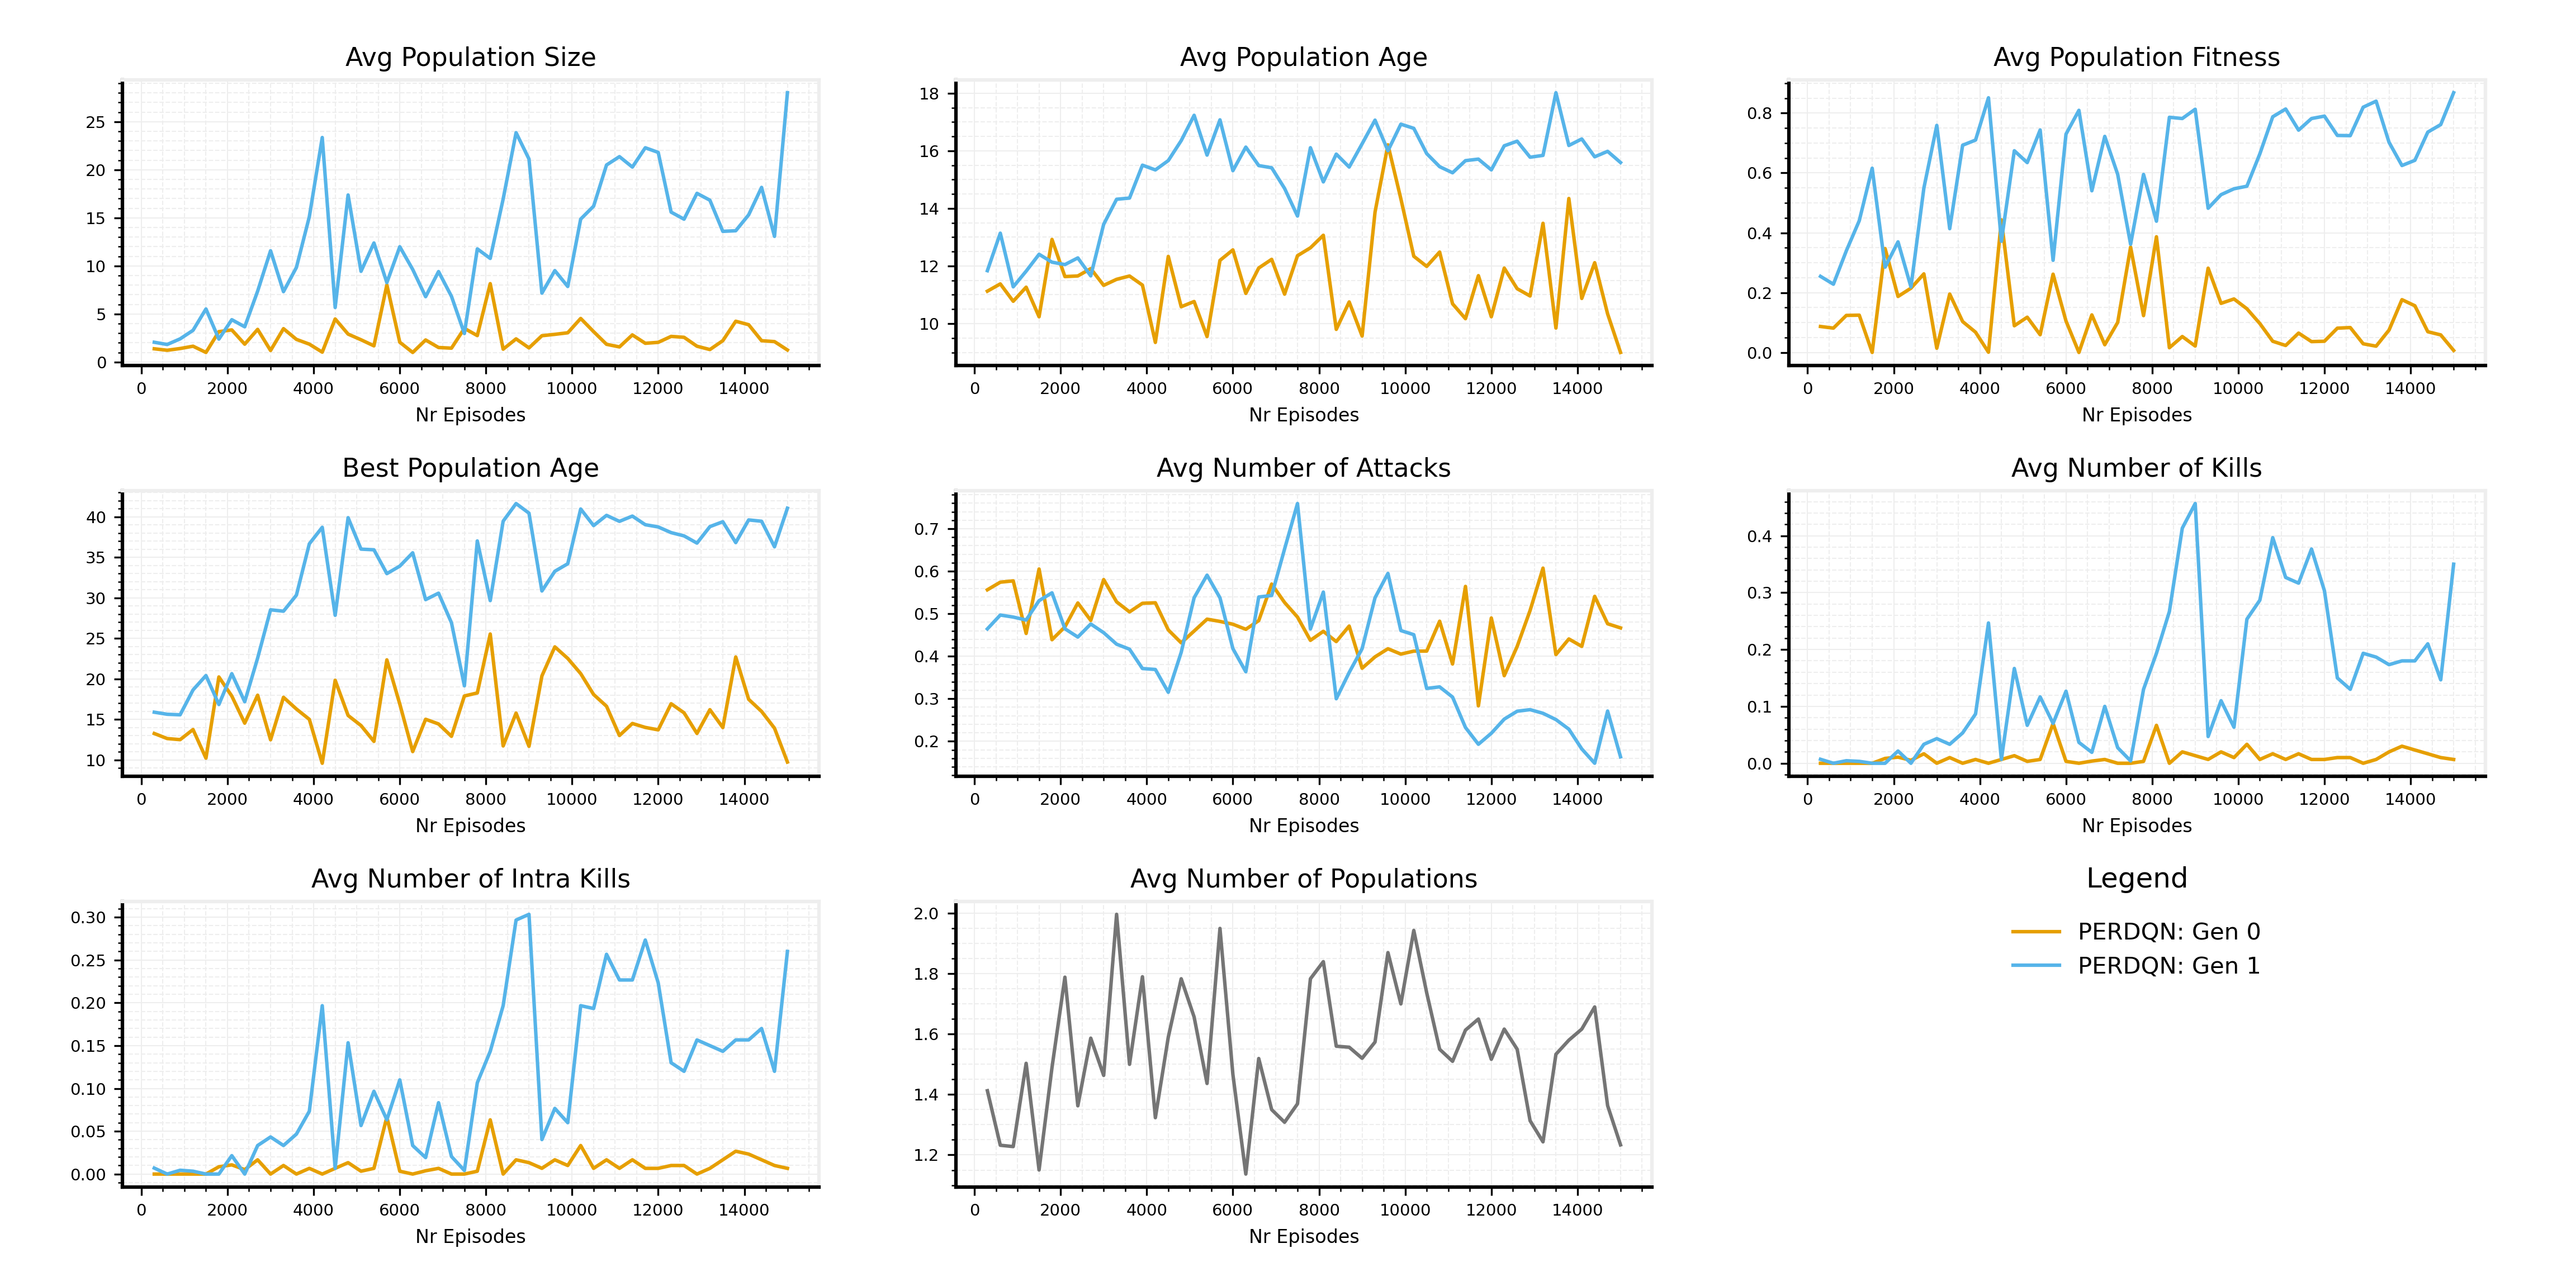 Avg Population Size
Avg Population Age
Avg Population Fitness
25
20
15
10
5
0
0 2000 4000 6000 8000 10000 12000 14000
Nr Episodes
18
16
14
12
10
0 2000 4000 6000 8000 10000 12000 14000
Nr Episodes
0.8
0.6
0.4
0.2
0.0
0 2000 4000 6000 8000 10000 12000 14000
Nr Episodes
Best Population Age
Avg Number of Attacks
Avg Number of Kills
40
35
30
25
20
15
10
0 2000 4000 6000 8000 10000 12000 14000
Nr Episodes
0.7
0.6
0.5
0.4
0.3
0.2
0 2000 4000 6000 8000 10000 12000 14000
Nr Episodes
0.4
0.3
0.2
0.1
0.0
0 2000 4000 6000 8000 10000 12000 14000
Nr Episodes
Avg Number of Intra Kills
Avg Number of Populations
Legend
0.30
0.25
0.20
0.15
0.10
0.05
0.00
0 2000 4000 6000 8000 10000 12000 14000
Nr Episodes
2.0
1.8
1.6
1.4
1.2
0 2000 4000 6000 8000 10000 12000 14000
Nr Episodes
PERDQN: Gen 0
PERDQN: Gen 1